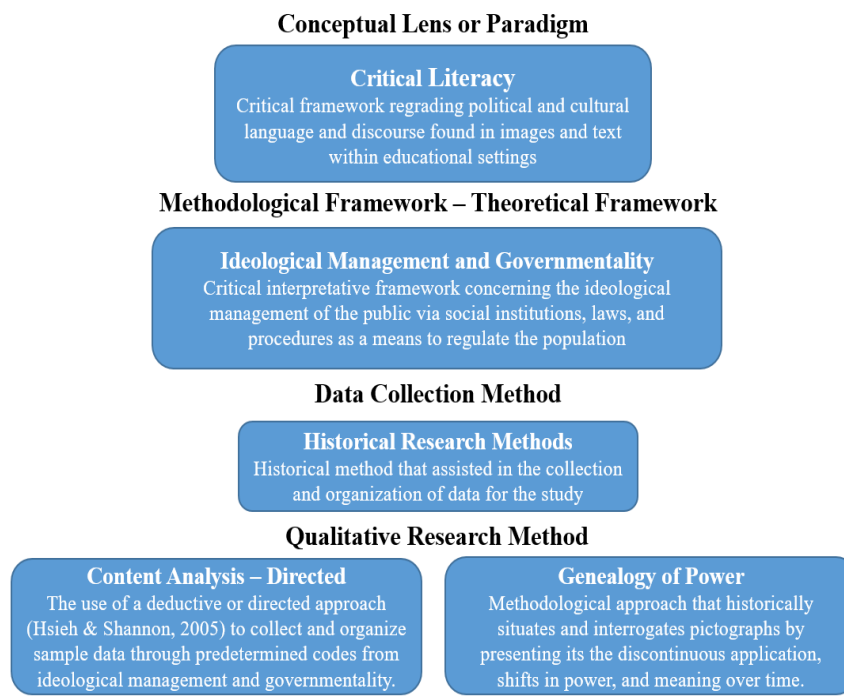 Conceptual Lens or Paradigm
Critical Literacy
Critical framework regrading political and cultural
language and discourse found in images and text
within educational settings
Methodological Framework – Theoretical Framework
Ideological Management and Governmentality
Critical interpretative framework concerning the ideological
management of the public via social institutions, laws, and
procedures as a means to regulate the population
Data Collection Method
Historical Research Methods
Historical method that assisted in the collection
and organization of data for the study
Qualitative Research Method
Content Analysis – Directed
The use of a deductive or directed approach
(Hsieh & Shannon, 2005) to collect and organize
sample data through predetermined codes from
ideological management and governmentality.
Genealogy of Power
Methodological approach that historically
situates and interrogates pictographs by
presenting its the discontinuous application,
shifts in power, and meaning over time.